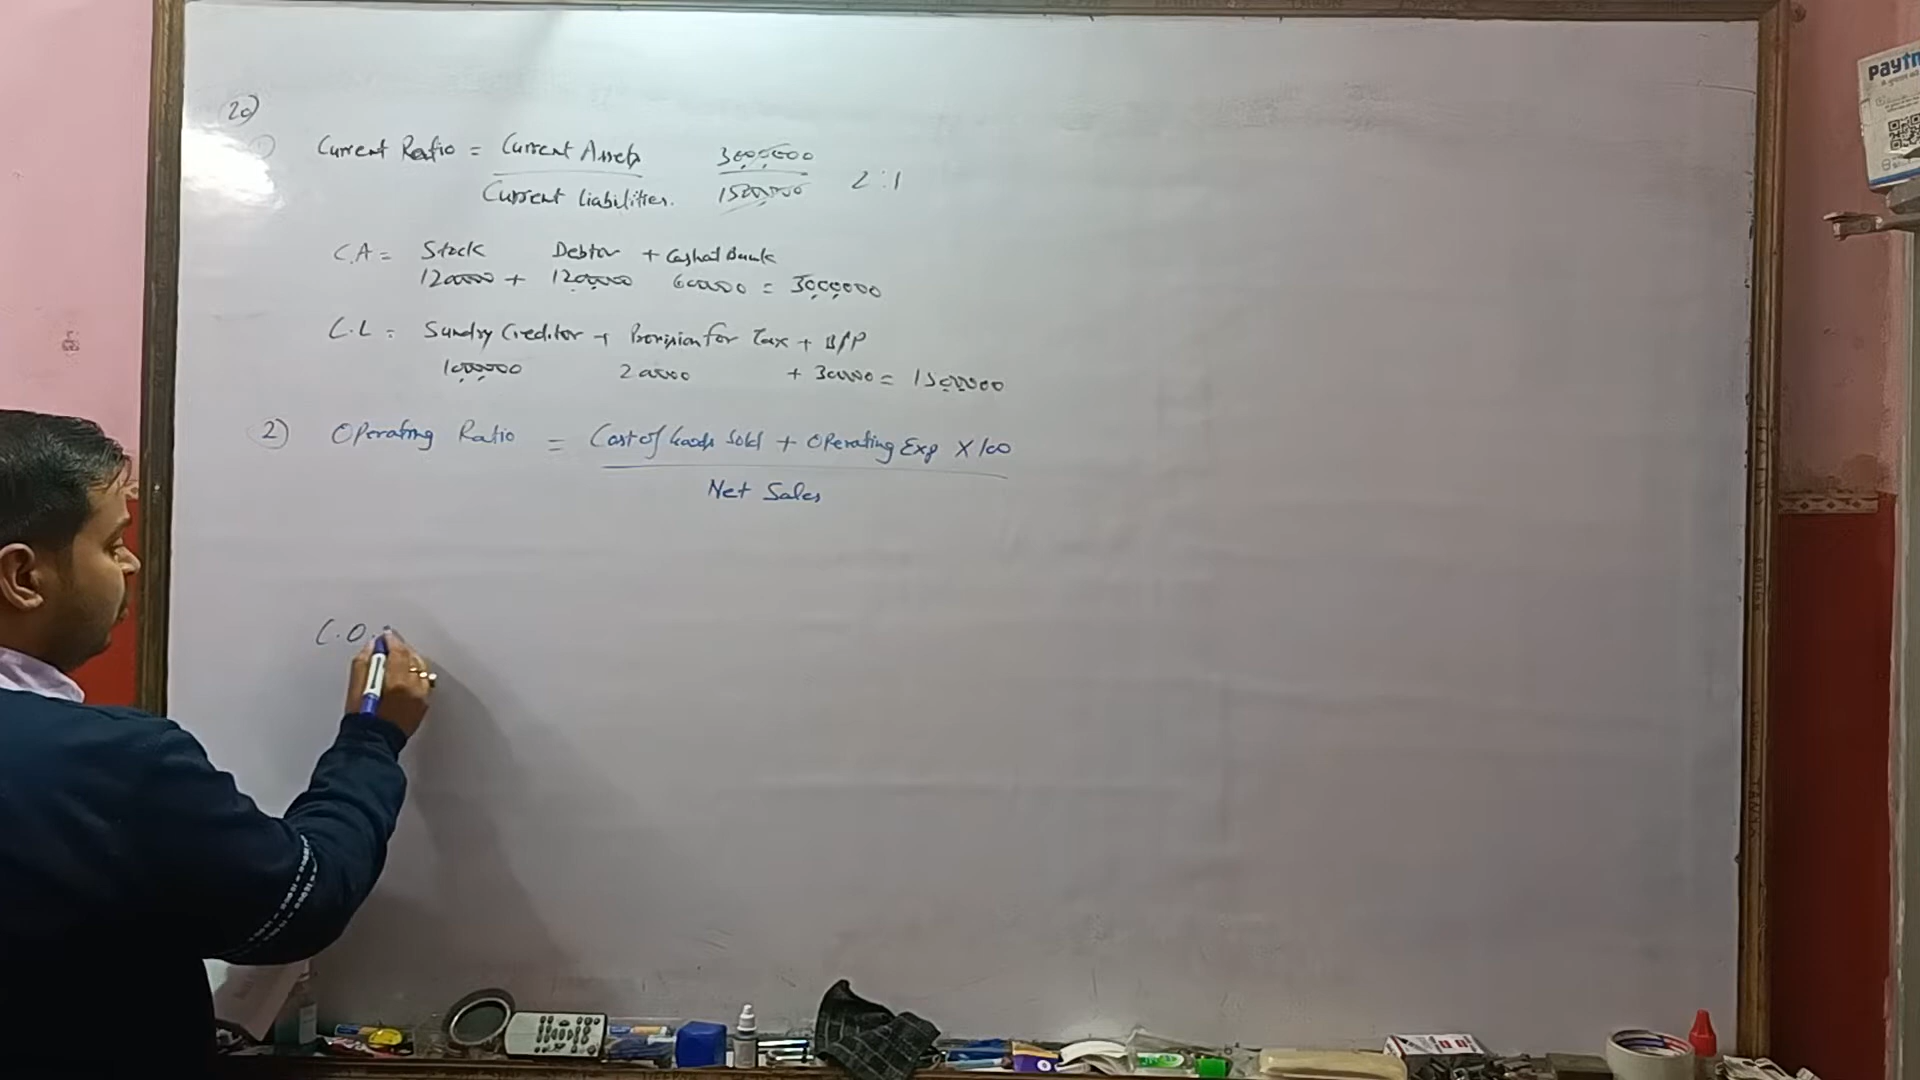 20)
1) Current Ratio = Current Assets 3000000
Current liabilities. 1500000 2:1
C.A = Stock Debtor + Cash at Bank
1200000 + 1200000 600000 = 3000000
C.L = Sundry Creditor + Provision for Tax + B/P
1000000 200000 + 300000 = 1500000
2) Operating Ratio = Cost of Goods Sold + Operating Exp X 100
Net Sales
C.O.
Paytm